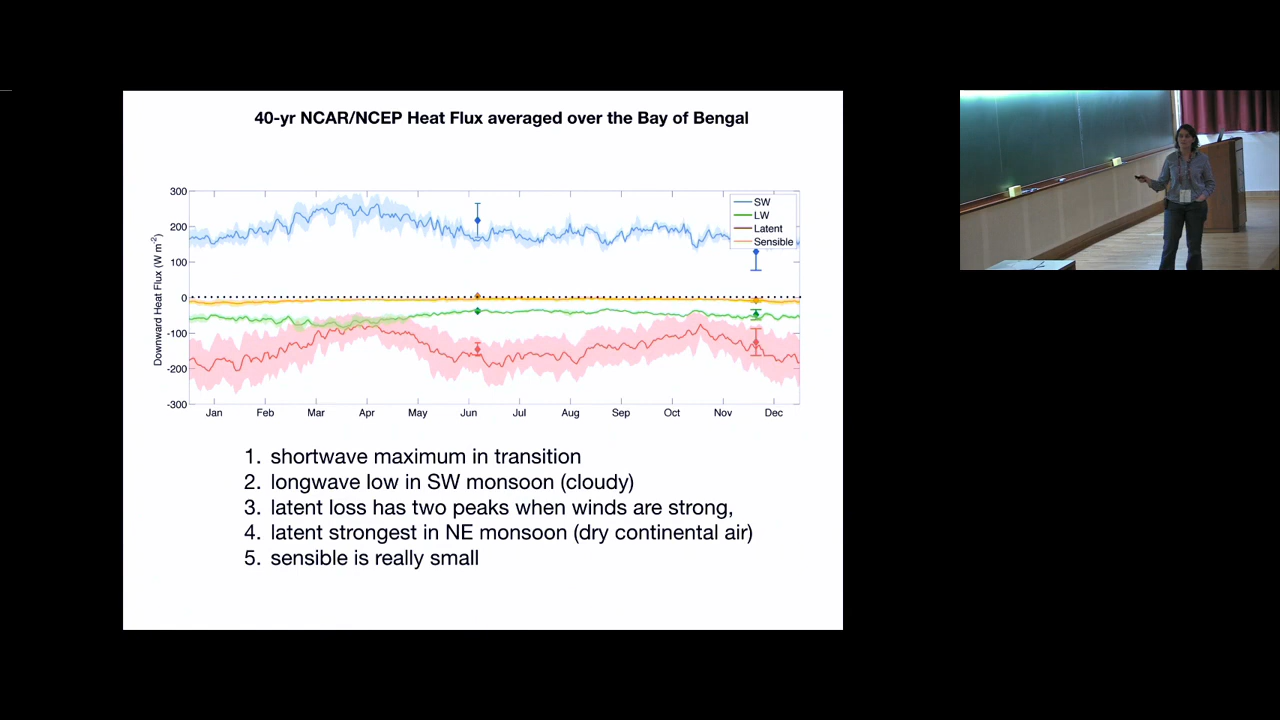 40-yr NCAR/NCEP Heat Flux averaged over the Bay of Bengal
300
200
100
0
-100
-200
-300
Downward Heat Flux (W m-2)
SW
LW
Latent
Sensible
Jan Feb Mar Apr May Jun Jul Aug Sep Oct Nov Dec
1. shortwave maximum in transition
2. longwave low in SW monsoon (cloudy)
3. latent loss has two peaks when winds are strong,
4. latent strongest in NE monsoon (dry continental air)
5. sensible is really small